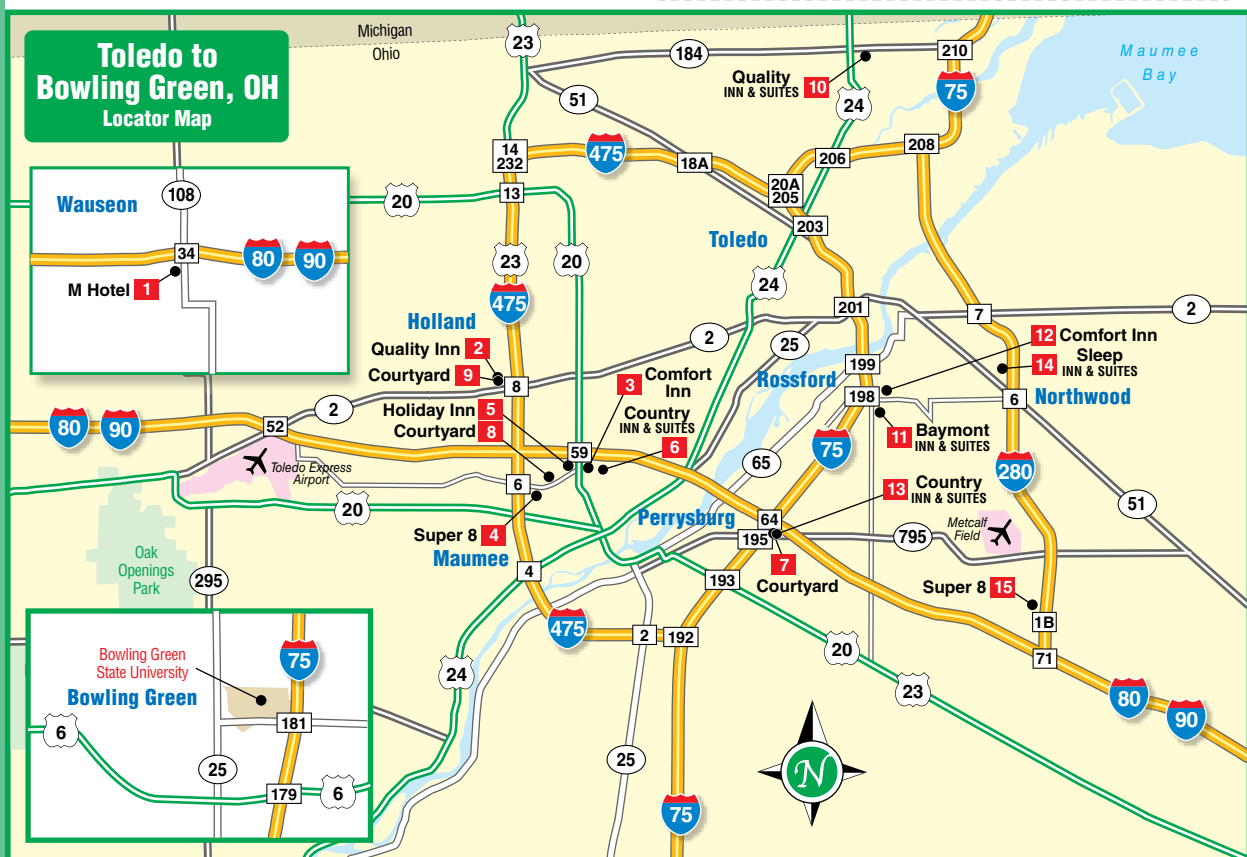 Toledo to
Bowling Green, OH
Locator Map
Michigan
Ohio
23
184
210
Maumee
Bay
Quality
INN & SUITES
10
75
51
24
14
232
475
18A
206
208
20A
205
13
20
203
Wauseon
108
34
80
90
M Hotel 1
Toledo
23
20
24
475
201
7
2
Holland
2
25
Quality Inn 2
Courtyard 9
8
199
12 Comfort Inn
14 Sleep
INN & SUITES
Rossford
3 Comfort
Inn
198
6
Northwood
80
90
52
2
Holiday Inn 5
Courtyard 8
Country
INN & SUITES
6
11 Baymont
INN & SUITES
59
75
Toledo Express
Airport
65
280
6
20
13 Country
INN & SUITES
51
Super 8 4
Perrysburg
64
195
795
Metcalf
Field
Maumee
Oak
Openings
Park
4
7
Courtyard
193
295
Super 8 15
1B
475
2
192
71
20
24
23
80
90
Bowling Green
State University
75
Bowling Green
6
181
25
179
6
25
75
N